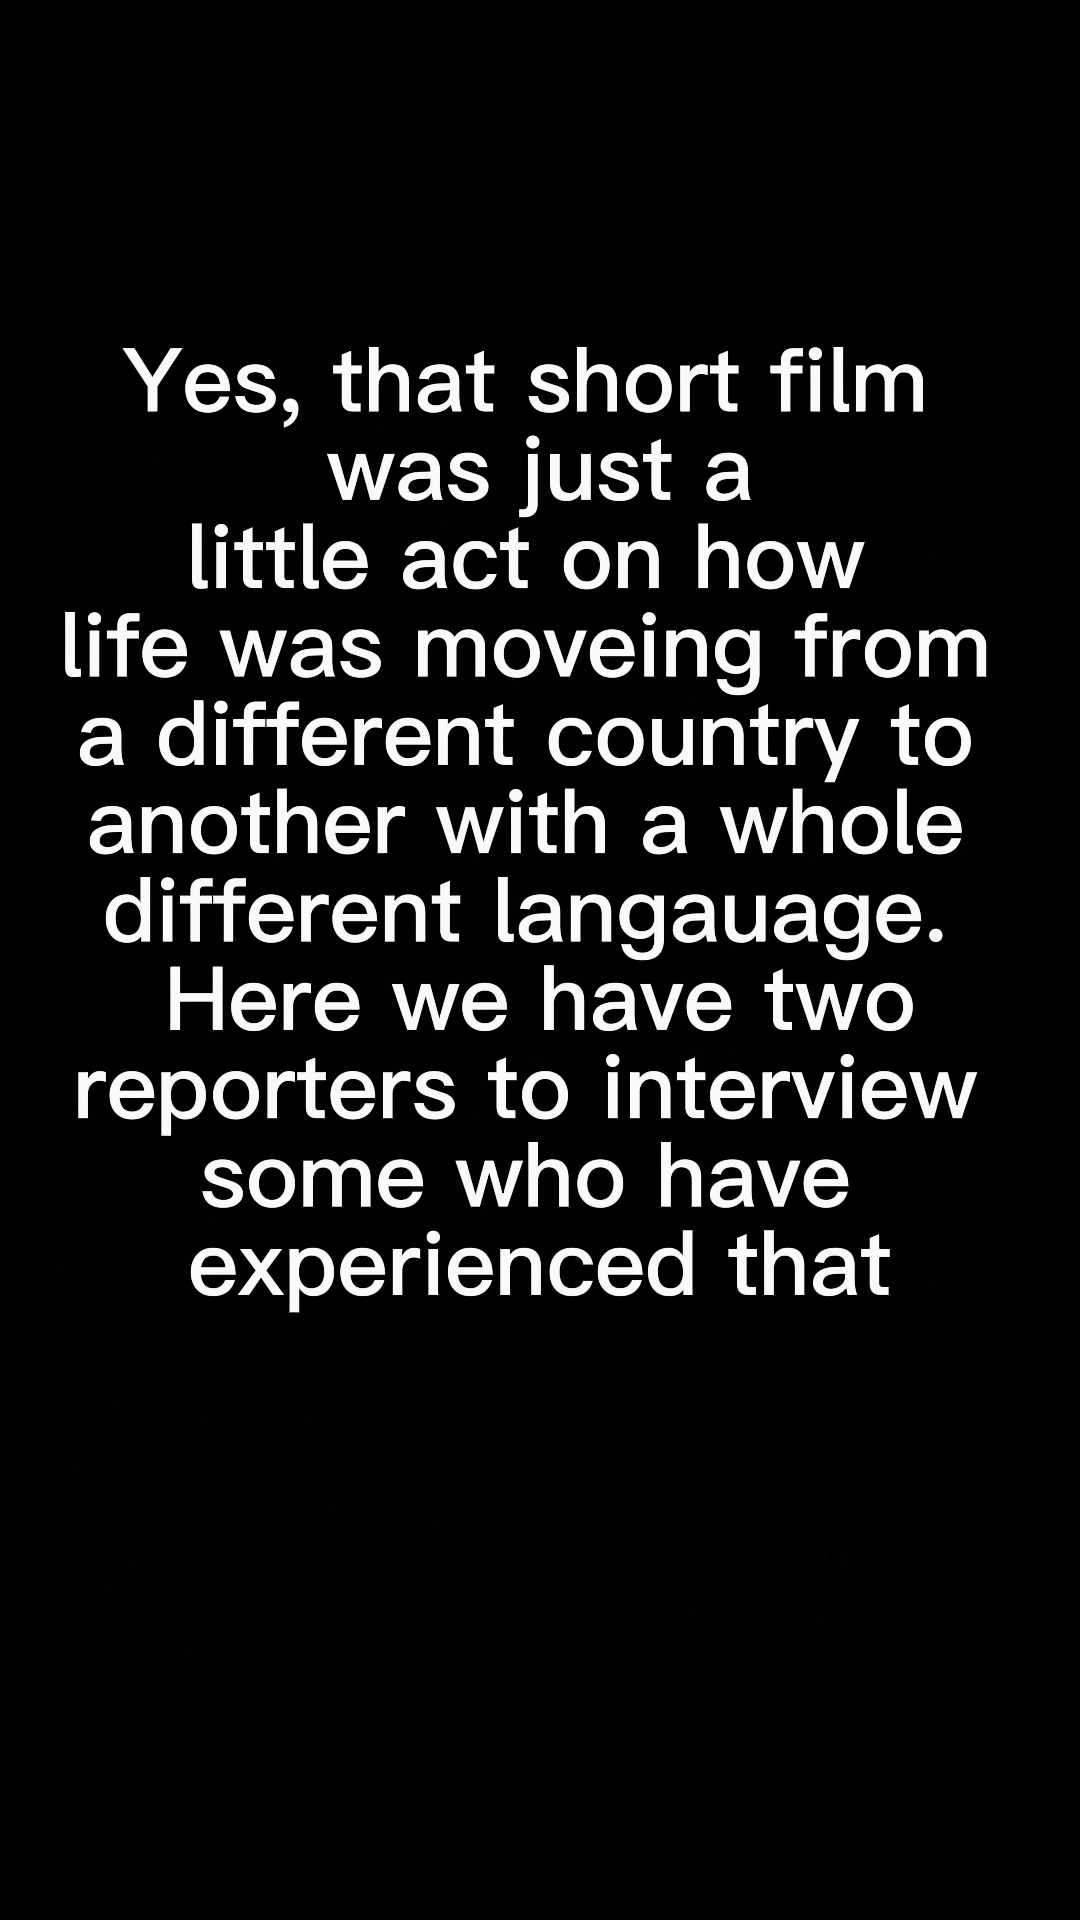 Yes, that short film
was just a
little act on how
life was moveing from
a different country to
another with a whole
different langauage.
Here we have two
reporters to interview
some who have
experienced that